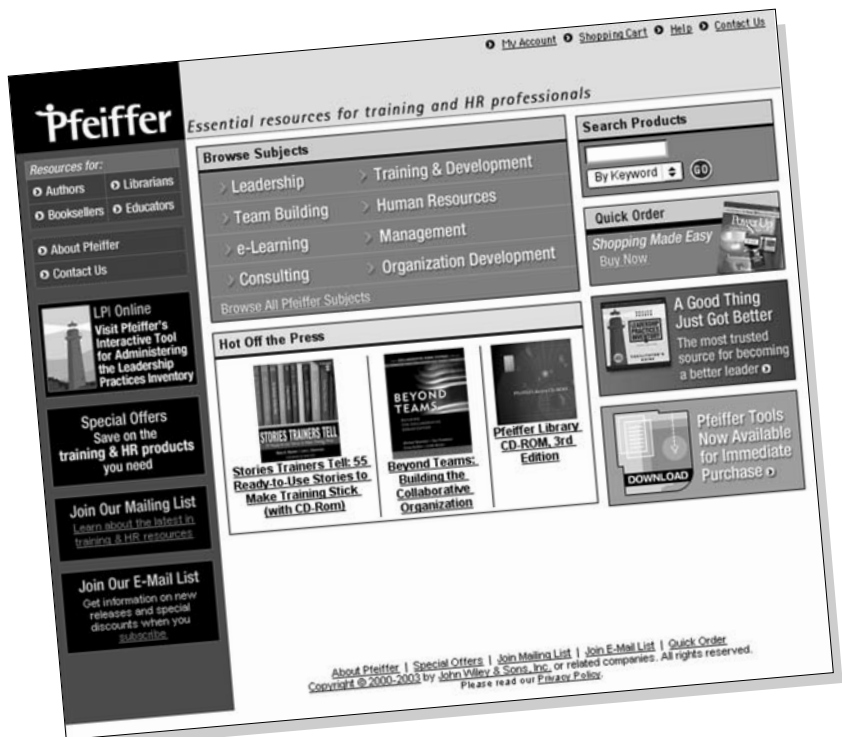 My Account Shopping Cart Help Contact Us
Pfeiffer
Essential resources for training and HR professionals
Resources for:
Authors Librarians
Booksellers Educators
About Pfeiffer
Contact Us
LPI Online
Visit Pfeiffer's
Interactive Tool
for Administering
the Leadership
Practices Inventory
Special Offers
Save on the
training & HR products
you need
Join Our Mailing List
Learn about the latest in
training & HR resources
Join Our E-Mail List
Get information on new
releases and special
discounts when you
subscribe.
Browse Subjects
Leadership Training & Development
Team Building Human Resources
e-Learning Management
Consulting Organization Development
Browse All Pfeiffer Subjects
Hot Off the Press
STORIES TRAINERS TELL
Stories Trainers Tell: 55
Ready-to-Use Stories to
Make Training Stick
(with CD-Rom)
BEYOND
TEAMS
Beyond Teams:
Building the
Collaborative
Organization
Pfeiffer Library
CD-ROM, 3rd
Edition
Search Products
By Keyword GO
Quick Order
Shopping Made Easy
Buy Now
PowerUp
A Good Thing
Just Got Better
The most trusted
source for becoming
a better leader
LEADERSHIP
PRACTICES
INVENTORY
Pfeiffer Tools
Now Available
for Immediate
Purchase
DOWNLOAD
About Pfeiffer | Special Offers | Join Mailing List | Join E-Mail List | Quick Order
Copyright © 2000-2003 by John Wiley & Sons, Inc. or related companies. All rights reserved.
Please read our Privacy Policy.